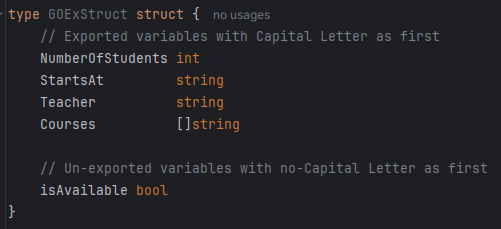 type GOExStruct struct {  no usages
    // Exported variables with Capital Letter as first
    NumberOfStudents int
    StartsAt         string
    Teacher          string
    Courses          []string

    // Un-exported variables with no-Capital Letter as first
    isAvailable bool
}